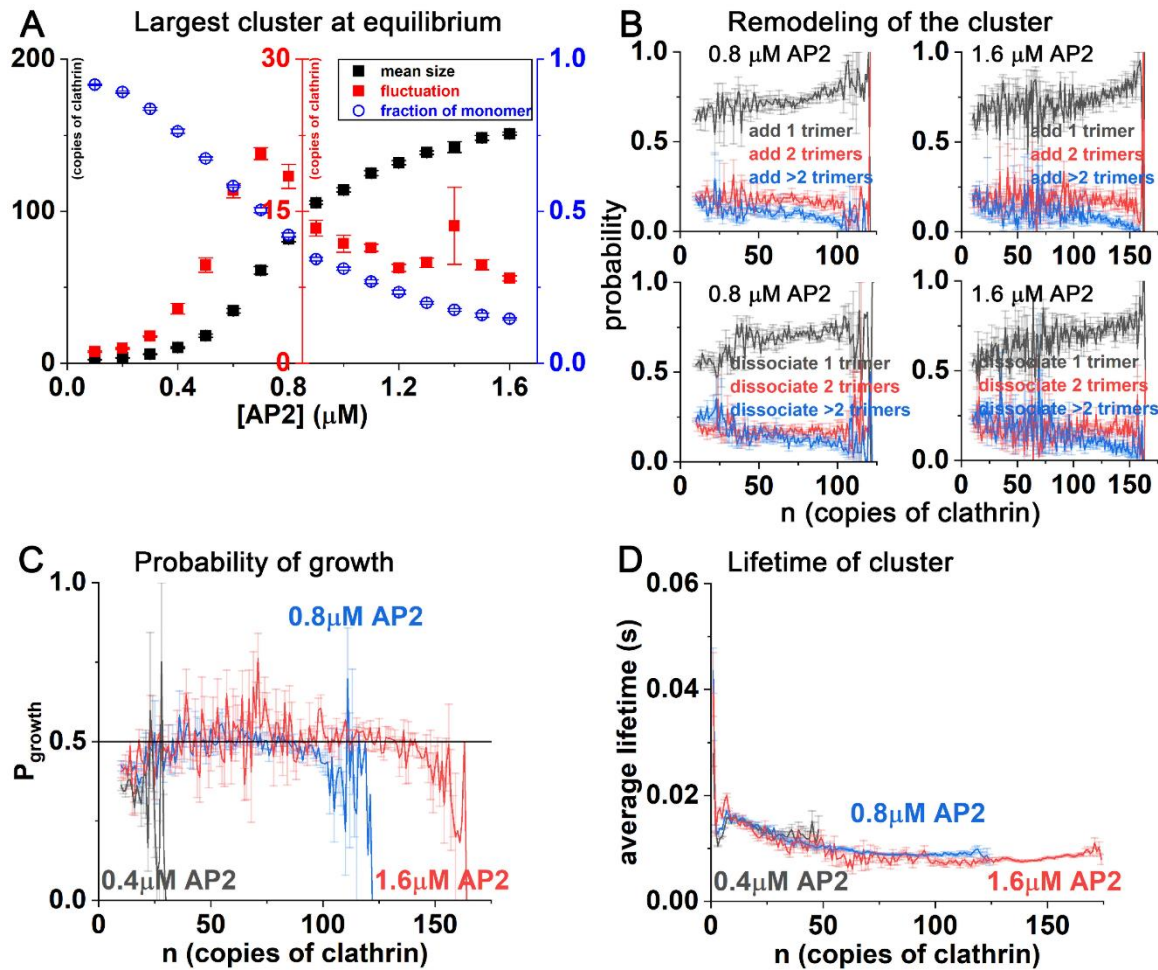 A Largest cluster at equilibrium
200
100
0
(copies of clathrin)
30
15
0
(copies of clathrin)
1.0
0.5
0.0
mean size
fluctuation
fraction of monomer
0.0 0.4 0.8 1.2 1.6
[AP2] (μM)
B Remodeling of the cluster
probability
1.0
0.5
0.0
0.8 μM AP2
add 1 trimer
add 2 trimers
add >2 trimers
0 50 100
1.0
0.5
0.0
1.6 μM AP2
add 1 trimer
add 2 trimers
add >2 trimers
0 50 100 150
1.0
0.5
0.0
0.8 μM AP2
dissociate 1 trimer
dissociate 2 trimers
dissociate >2 trimers
0 50 100
1.0
0.5
0.0
1.6 μM AP2
dissociate 1 trimer
dissociate 2 trimers
dissociate >2 trimers
0 50 100 150
n (copies of clathrin)
C Probability of growth
1.0
0.5
0.0
Pgrowth
0.8μM AP2
0.4μM AP2
1.6μM AP2
0 50 100 150
n (copies of clathrin)
D Lifetime of cluster
0.06
0.04
0.02
0.00
average lifetime (s)
0.8μM AP2
0.4μM AP2
1.6μM AP2
0 50 100 150
n (copies of clathrin)